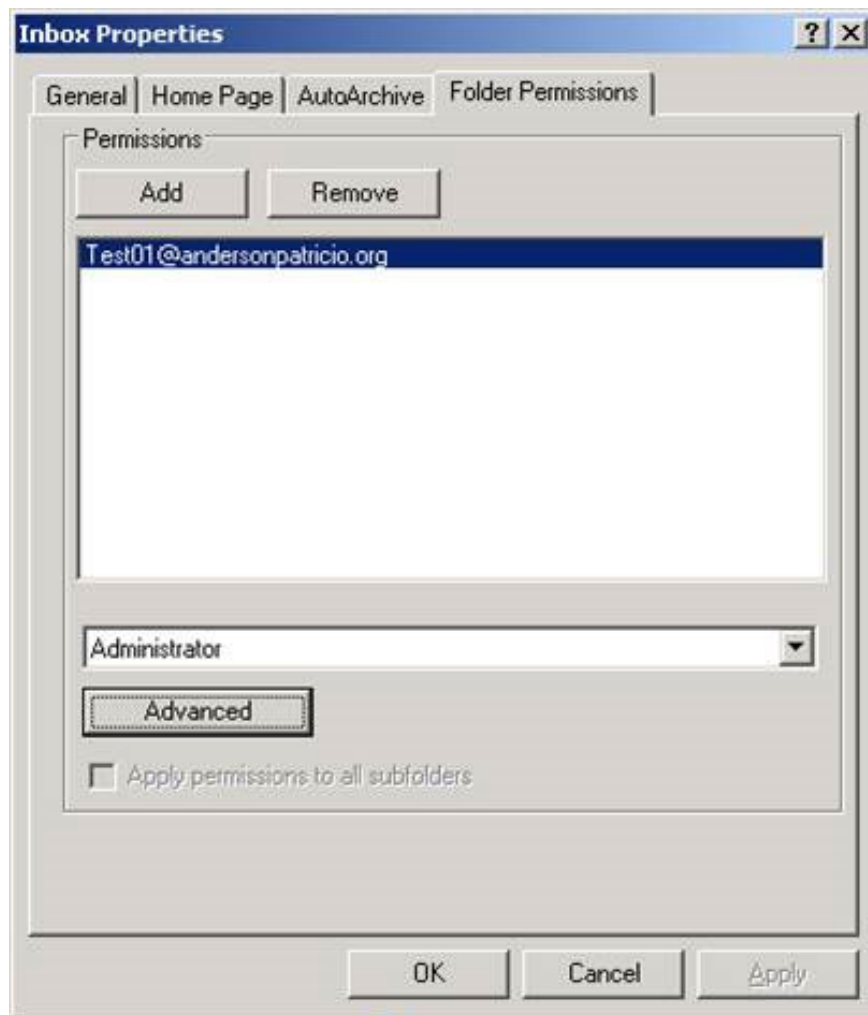 Inbox Properties
General Home Page AutoArchive Folder Permissions
Permissions
Add Remove
Test01@andersonpatricio.org
Administrator
Advanced
Apply permissions to all subfolders
OK Cancel Apply